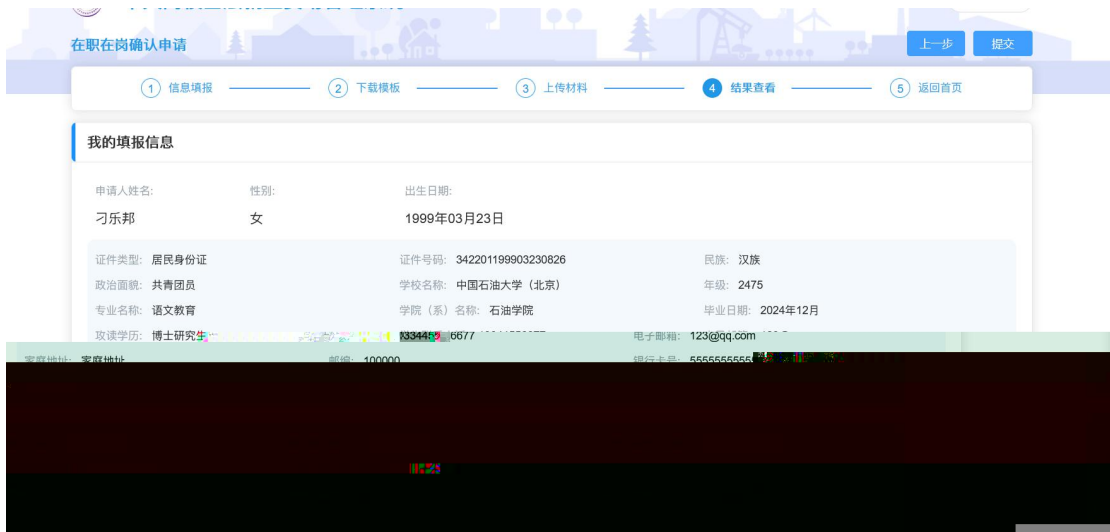 在职在岗确认申请
上一步 提交
1 信息填报 2 下载模板 3 上传材料 4 结果查看 5 返回首页
我的填报信息
申请人姓名: 性别: 出生日期:
刁乐邦 女 1999年03月23日
证件类型: 居民身份证 证件号码: 342201199903230826 民族: 汉族
政治面貌: 共青团员 学校名称: 中国石油大学（北京） 年级: 2475
专业名称: 语文教育 学院（系）名称: 石油学院 毕业日期: 2024年12月
攻读学历: 博士研究生 6677 电子邮箱: 123@qq.com
家庭地址: 家庭地址 邮编: 100000 银行卡号: 55555555555